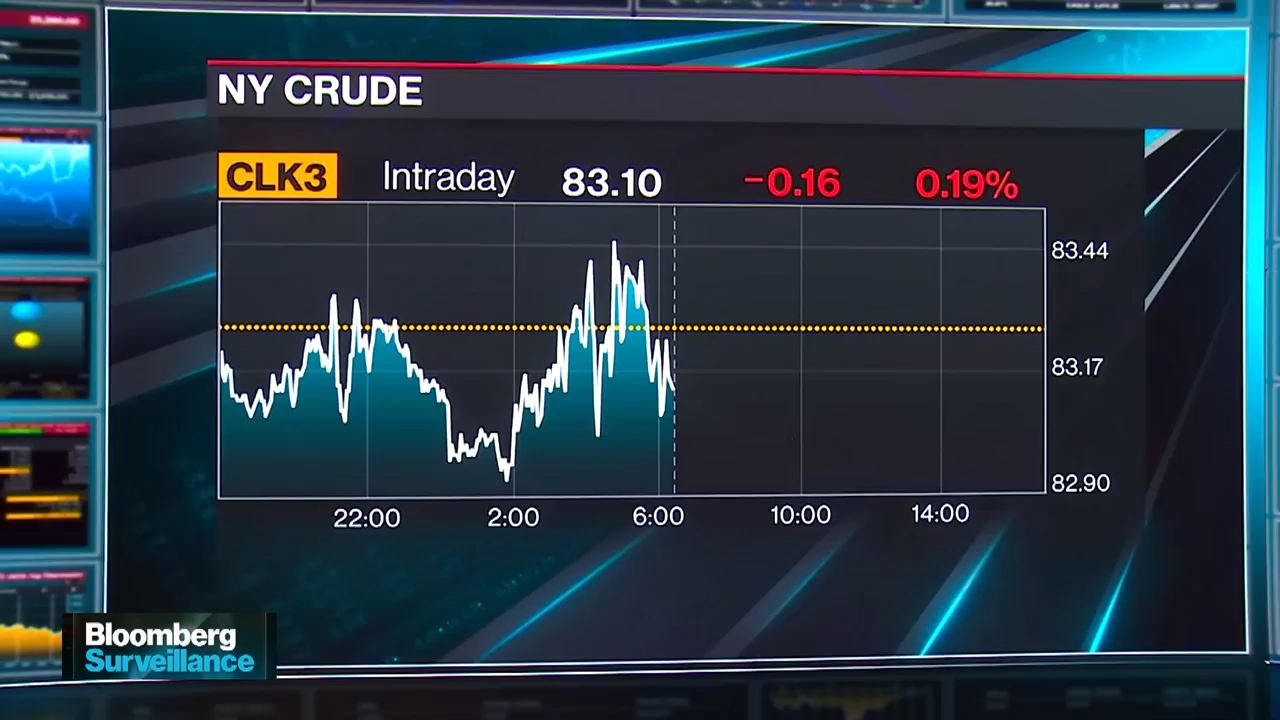 NY CRUDE
CLK3 Intraday 83.10 −0.16 0.19%
83.44
83.17
82.90
22:00 2:00 6:00 10:00 14:00
Bloomberg
Surveillance